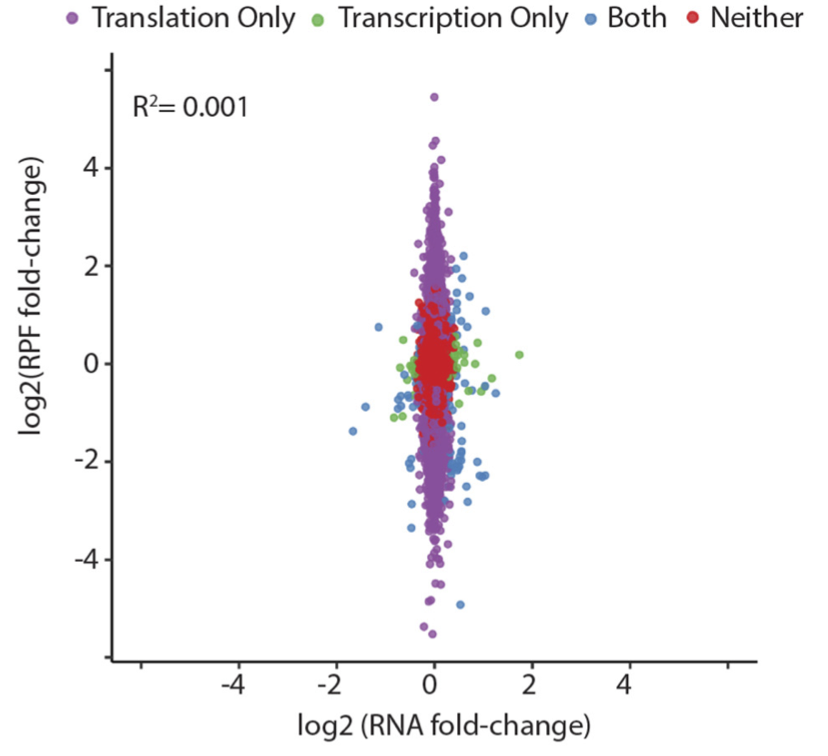 Translation Only Transcription Only Both Neither
R²= 0.001
log2(RPF fold-change)
4
2
0
-2
-4
-4 -2 0 2 4
log2 (RNA fold-change)